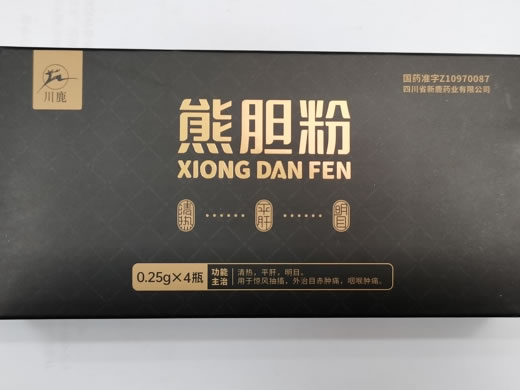 川鹿
国药准字Z10970087
四川省新鹿药业有限公司
熊胆粉
XIONG DAN FEN
清热 平肝 明目
0.25g×4瓶
功能 清热，平肝，明目。
主治 用于惊风抽搐，外治目赤肿痛，咽喉肿痛。